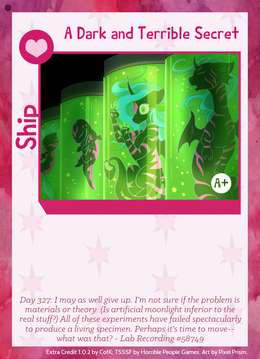 A Dark and Terrible Secret
Ship
A+
Day 327: I may as well give up. I'm not sure if the problem is
materials or theory. (Is artificial moonlight inferior to the
real stuff?) All of these experiments have failed spectacularly
to produce a living specimen. Perhaps it's time to move--
what was that? - Lab Recording #58749
Extra Credit 1.0.2 by CofK, TSSSF by Horrible People Games. Art by Pixel Prism.